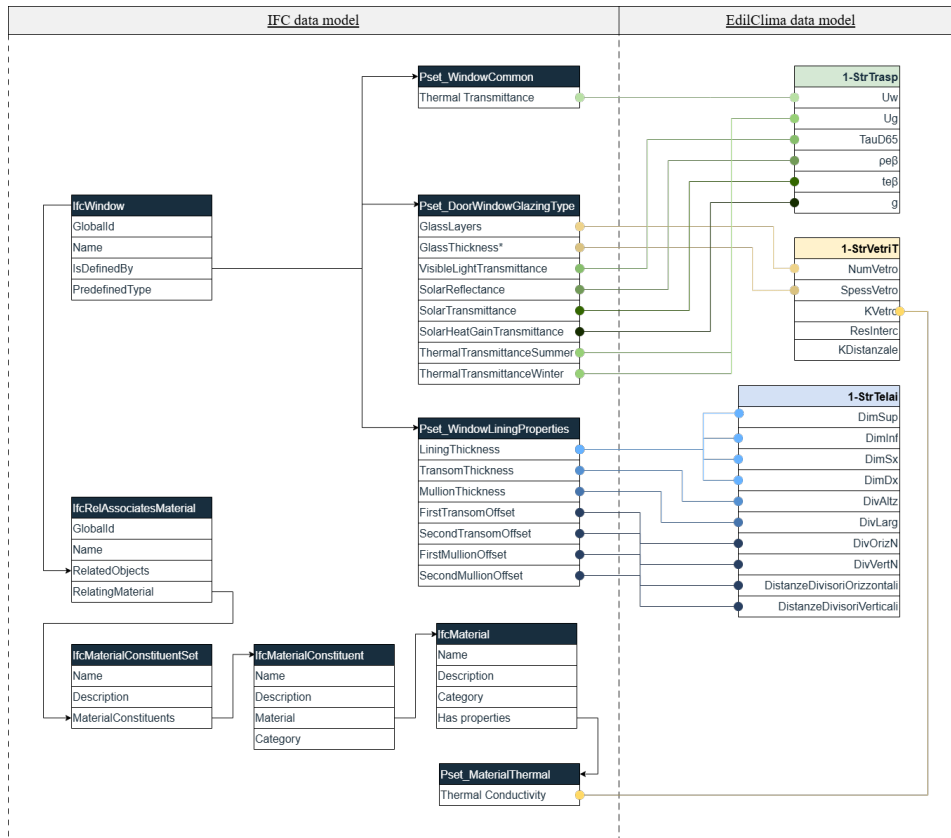 IFC data model
EdilClima data model
Pset_WindowCommon
Thermal Transmittance
1-StrTrasp
Uw
Ug
TauD65
ρeβ
teβ
g
IfcWindow
GlobalId
Name
IsDefinedBy
PredefinedType
Pset_DoorWindowGlazingType
GlassLayers
GlassThickness*
VisibleLightTransmittance
SolarReflectance
SolarTransmittance
SolarHeatGainTransmittance
ThermalTransmittanceSummer
ThermalTransmittanceWinter
1-StrVetriT
NumVetro
SpessVetro
KVetro
ResInterc
KDistanzale
Pset_WindowLiningProperties
LiningThickness
TransomThickness
MullionThickness
FirstTransomOffset
SecondTransomOffset
FirstMullionOffset
SecondMullionOffset
1-StrTelai
DimSup
DimInf
DimSx
DimDx
DivAltz
DivLarg
DivOrizN
DivVertN
DistanzeDivisoriOrizzontali
DistanzeDivisoriVerticali
IfcRelAssociatesMaterial
GlobalId
Name
RelatedObjects
RelatingMaterial
IfcMaterialConstituentSet
Name
Description
MaterialConstituents
IfcMaterialConstituent
Name
Description
Material
Category
IfcMaterial
Name
Description
Category
Has properties
Pset_MaterialThermal
Thermal Conductivity